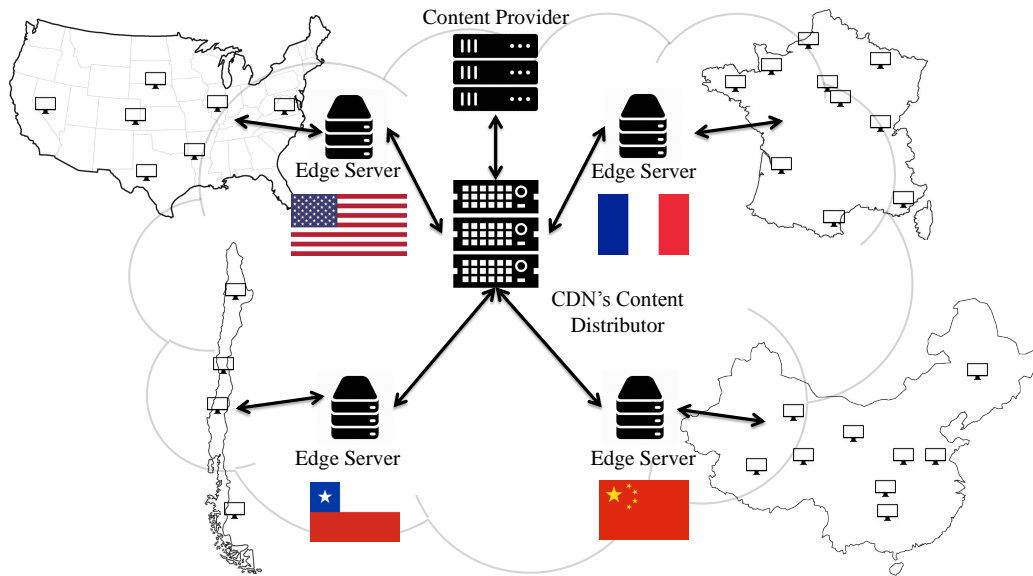 Content Provider
Edge Server
Edge Server
CDN's Content
Distributor
Edge Server
Edge Server